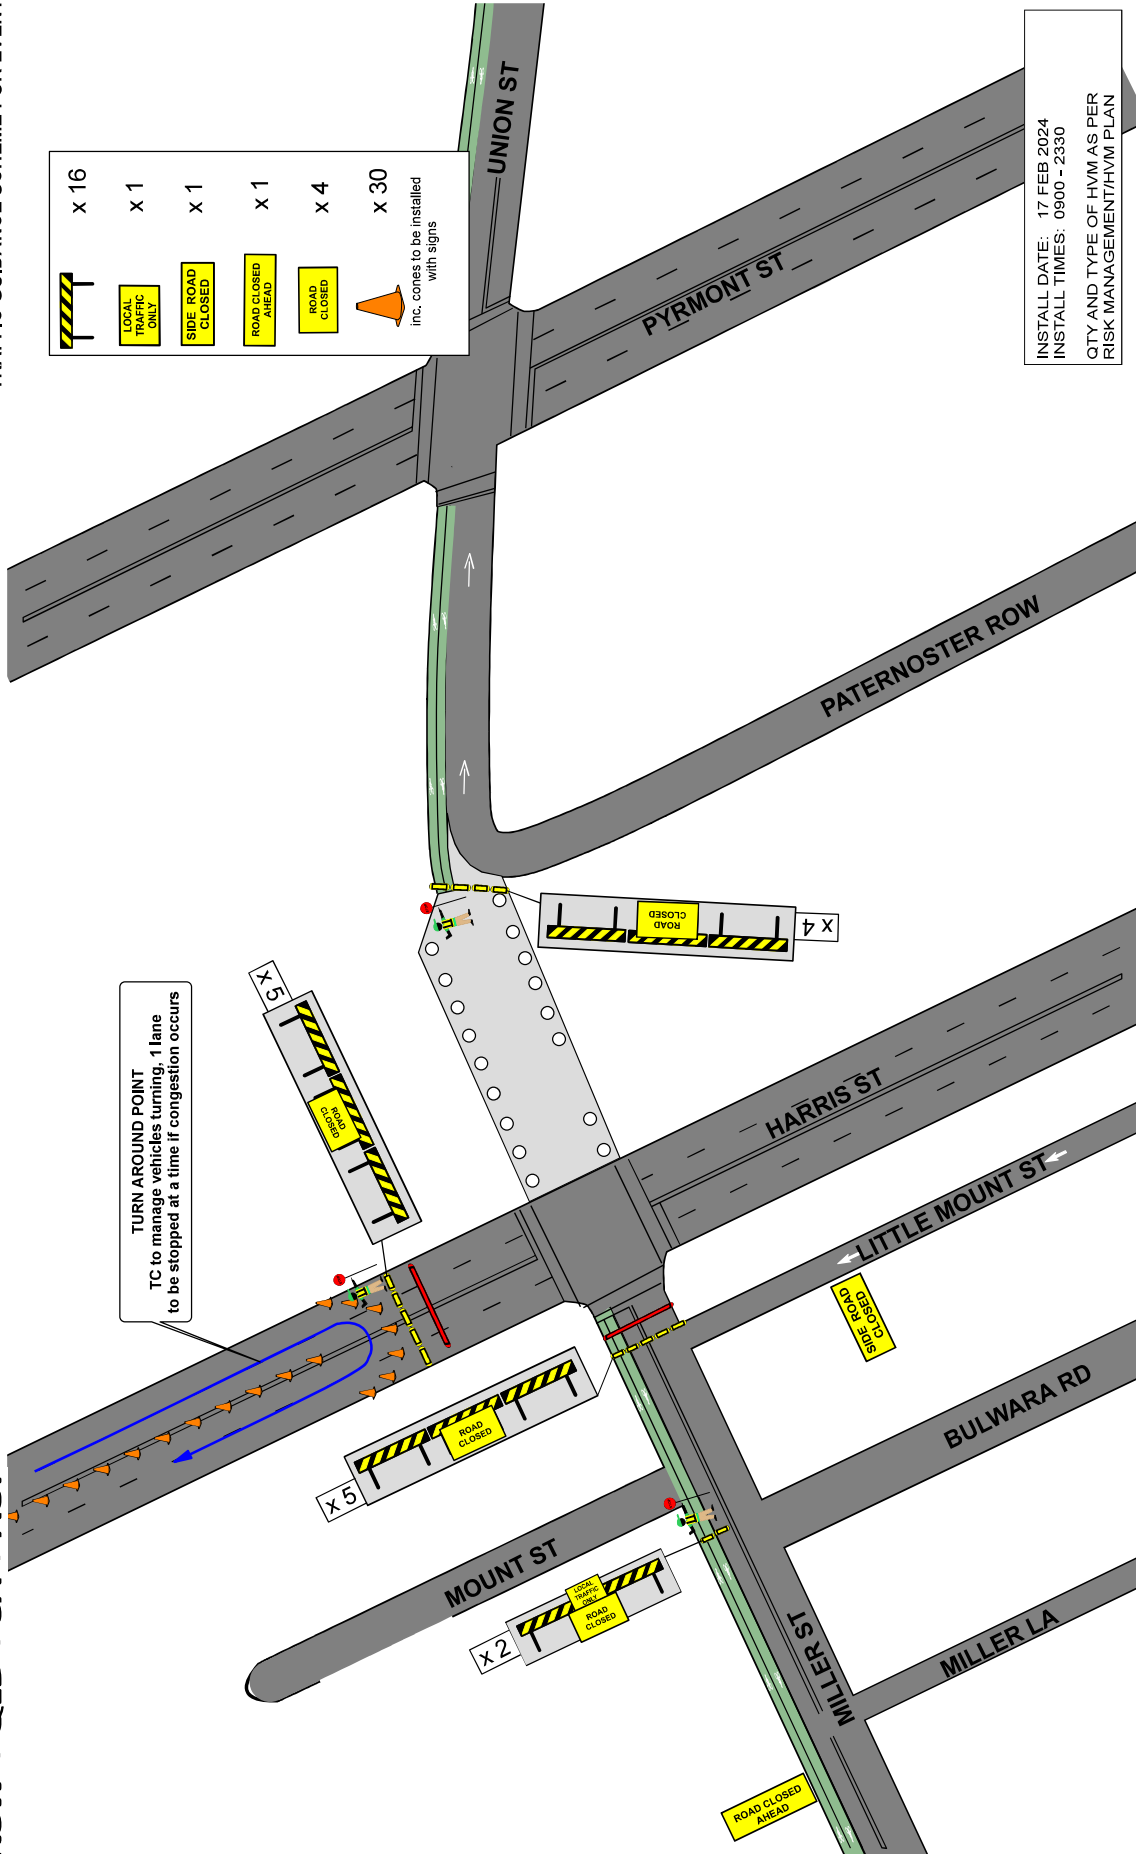 x 16
x 1
x 1
x 1
x 4
x 30
LOCAL
TRAFFIC
ONLY
SIDE ROAD
CLOSED
ROAD CLOSED
AHEAD
ROAD
CLOSED
inc. cones to be installed
with signs
UNION ST
PYRMONT ST
INSTALL DATE: 17 FEB 2024
INSTALL TIMES: 0900 - 2330
QTY AND TYPE OF HVM AS PER
RISK MANAGEMENT/HVM PLAN
PATERNOSTER ROW
ROAD
CLOSED
x 4
x 5
ROAD
CLOSED
TURN AROUND POINT
TC to manage vehicles turning, 1 lane
to be stopped at a time if congestion occurs
HARRIS ST
LITTLE MOUNT ST
SIDE ROAD
CLOSED
BULWARA RD
ROAD
CLOSED
x 5
MOUNT ST
LOCAL
TRAFFIC
ONLY
ROAD
CLOSED
x 2
MILLER ST
MILLER LA
ROAD CLOSED
AHEAD